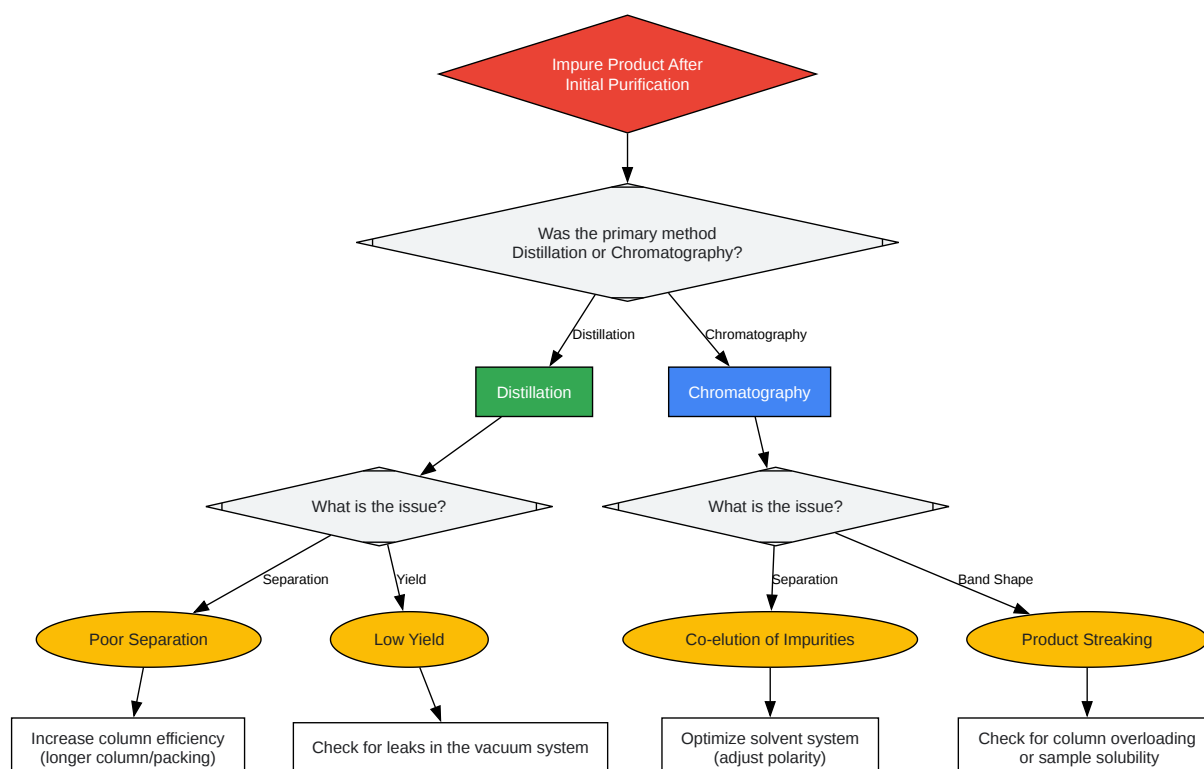 Impure Product After
Initial Purification
Was the primary method
Distillation or Chromatography?
Distillation
Chromatography
Distillation
Chromatography
What is the issue?
What is the issue?
Separation
Yield
Separation
Band Shape
Poor Separation
Low Yield
Co-elution of Impurities
Product Streaking
Increase column efficiency
(longer column/packing)
Check for leaks in the vacuum system
Optimize solvent system
(adjust polarity)
Check for column overloading
or sample solubility